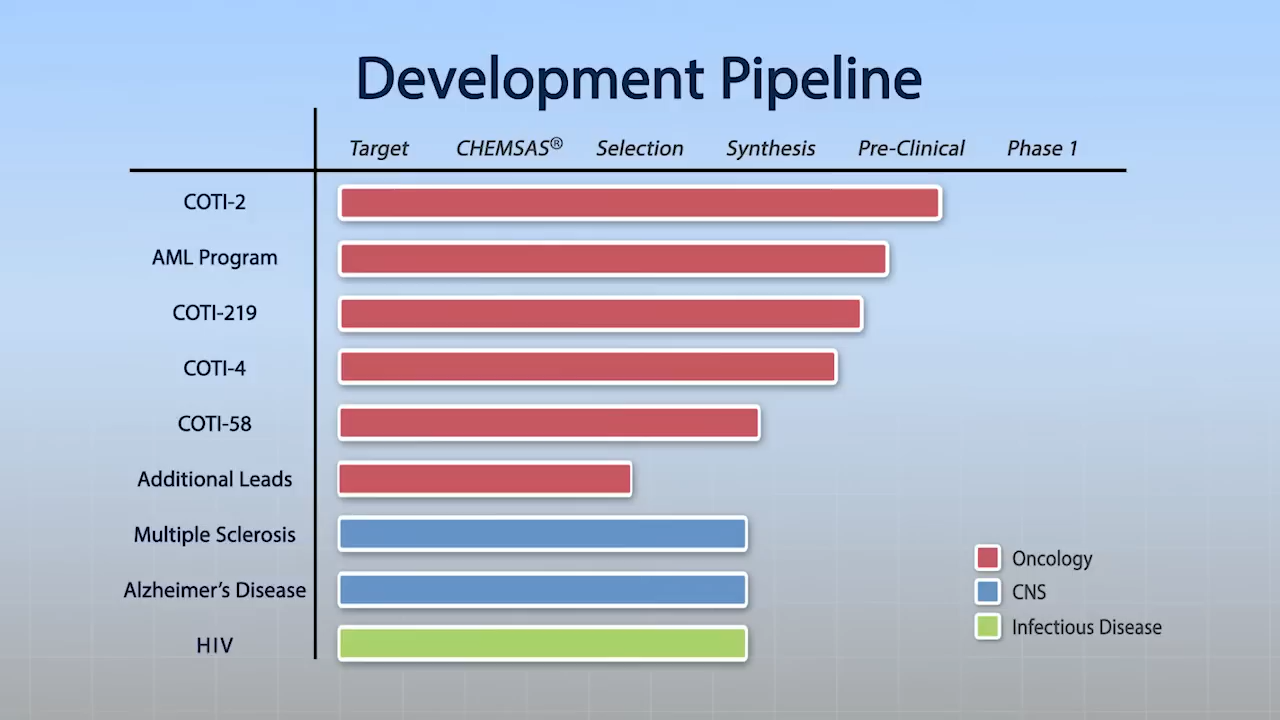 Development Pipeline
Target CHEMSAS® Selection Synthesis Pre-Clinical Phase 1
COTI-2
AML Program
COTI-219
COTI-4
COTI-58
Additional Leads
Multiple Sclerosis
Alzheimer’s Disease
HIV
Oncology
CNS
Infectious Disease